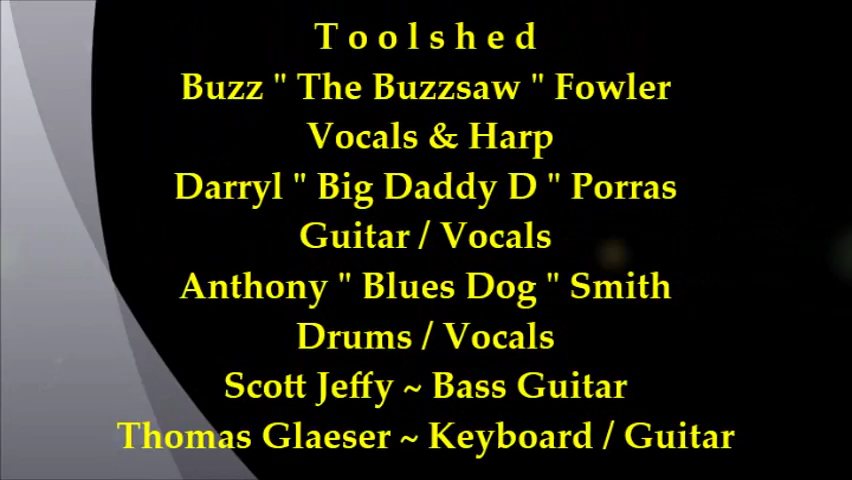 T o o l s h e d
Buzz " The Buzzsaw " Fowler
Vocals & Harp
Darryl " Big Daddy D " Porras
Guitar / Vocals
Anthony " Blues Dog " Smith
Drums / Vocals
Scott Jeffy ~ Bass Guitar
Thomas Glaeser ~ Keyboard / Guitar